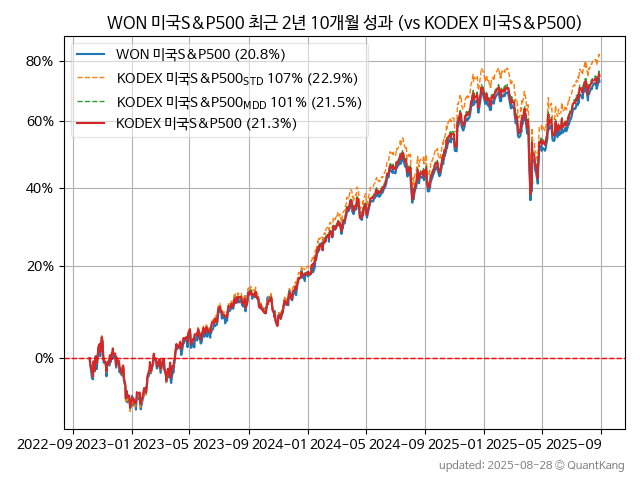 WON 미국S&P500 최근 2년 10개월 성과 (vs KODEX 미국S&P500)
WON 미국S&P500 (20.8%)
KODEX 미국S&P500STD 107% (22.9%)
KODEX 미국S&P500MDD 101% (21.5%)
KODEX 미국S&P500 (21.3%)
80%
60%
40%
20%
0%
2022-09 2023-01 2023-05 2023-09 2024-01 2024-05 2024-09 2025-01 2025-05 2025-09
updated: 2025-08-28 © QuantKang